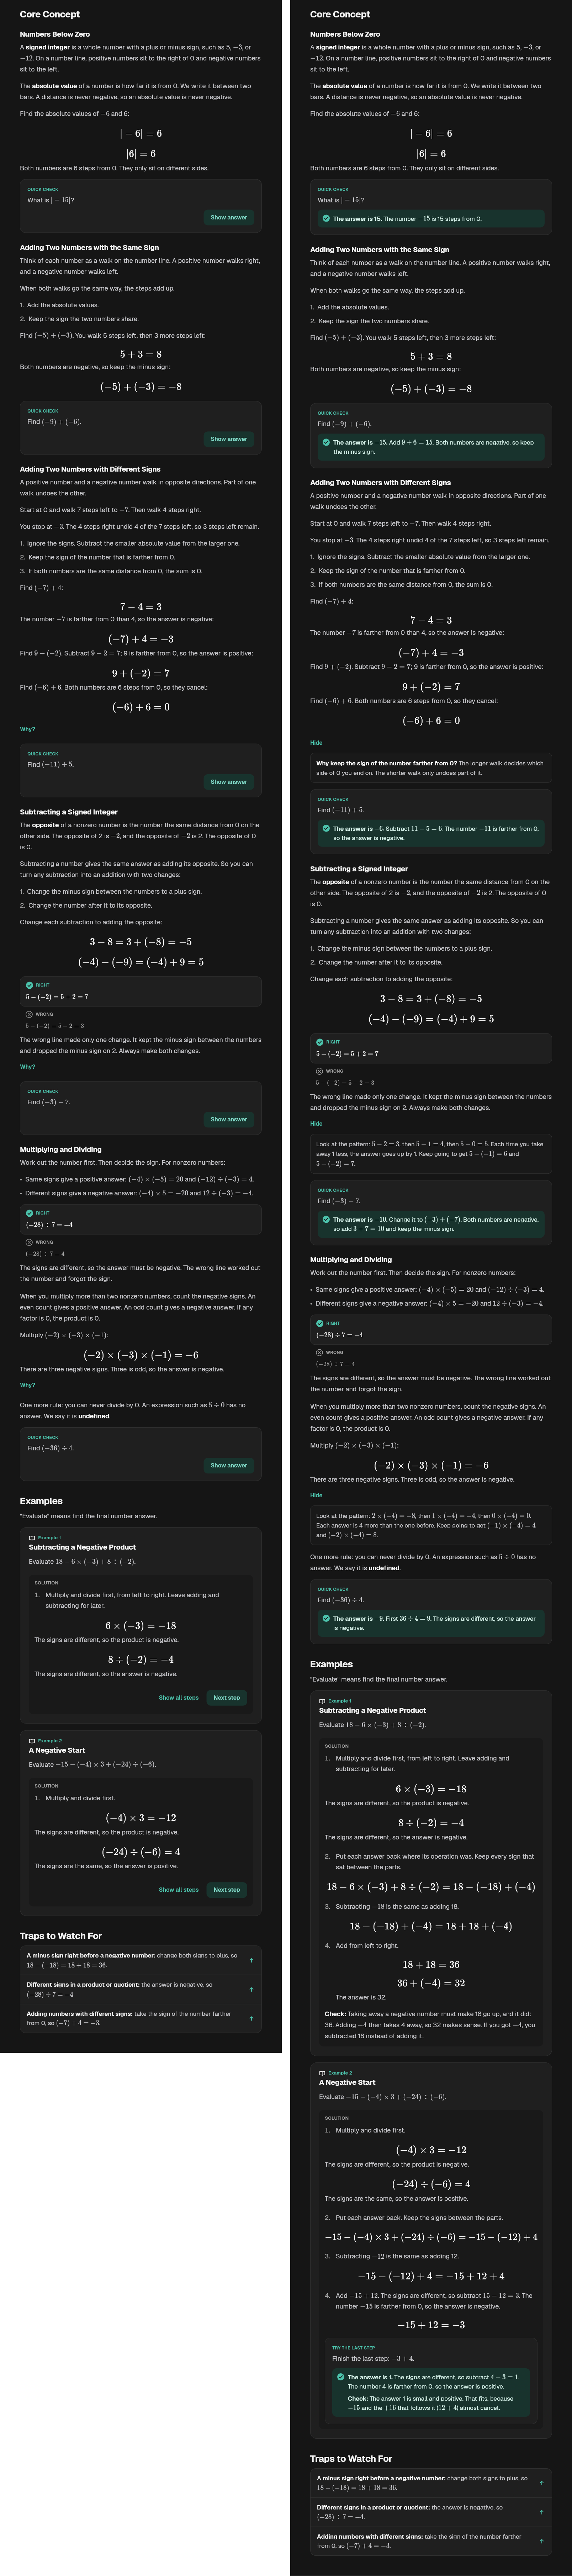 Core Concept
Numbers Below Zero
A signed integer is a whole number with a plus or minus sign, such as 5, −3, or
−12. On a number line, positive numbers sit to the right of 0 and negative numbers
sit to the left.
The absolute value of a number is how far it is from 0. We write it between two
bars. A distance is never negative, so an absolute value is never negative.
Find the absolute values of −6 and 6:
| − 6| = 6
|6| = 6
Both numbers are 6 steps from 0. They only sit on different sides.
QUICK CHECK
What is | − 15|?
Show answer
Adding Two Numbers with the Same Sign
Think of each number as a walk on the number line. A positive number walks right,
and a negative number walks left.
When both walks go the same way, the steps add up.
1. Add the absolute values.
2. Keep the sign the two numbers share.
Find (−5) + (−3). You walk 5 steps left, then 3 more steps left:
5 + 3 = 8
Both numbers are negative, so keep the minus sign:
(−5) + (−3) = −8
QUICK CHECK
Find (−9) + (−6).
Show answer
Adding Two Numbers with Different Signs
A positive number and a negative number walk in opposite directions. Part of one
walk undoes the other.
Start at 0 and walk 7 steps left to −7. Then walk 4 steps right.
You stop at −3. The 4 steps right undid 4 of the 7 steps left, so 3 steps left remain.
1. Ignore the signs. Subtract the smaller absolute value from the larger one.
2. Keep the sign of the number that is farther from 0.
3. If both numbers are the same distance from 0, the sum is 0.
Find (−7) + 4:
7 − 4 = 3
The number −7 is farther from 0 than 4, so the answer is negative:
(−7) + 4 = −3
Find 9 + (−2). Subtract 9 − 2 = 7; 9 is farther from 0, so the answer is positive:
9 + (−2) = 7
Find (−6) + 6. Both numbers are 6 steps from 0, so they cancel:
(−6) + 6 = 0
Why?
QUICK CHECK
Find (−11) + 5.
Show answer
Subtracting a Signed Integer
The opposite of a nonzero number is the number the same distance from 0 on the
other side. The opposite of 2 is −2, and the opposite of −2 is 2. The opposite of 0
is 0.
Subtracting a number gives the same answer as adding its opposite. So you can
turn any subtraction into an addition with two changes:
1. Change the minus sign between the numbers to a plus sign.
2. Change the number after it to its opposite.
Change each subtraction to adding the opposite:
3 − 8 = 3 + (−8) = −5
(−4) − (−9) = (−4) + 9 = 5
RIGHT
5 − (−2) = 5 + 2 = 7
WRONG
5 − (−2) = 5 − 2 = 3
The wrong line made only one change. It kept the minus sign between the numbers
and dropped the minus sign on 2. Always make both changes.
Why?
QUICK CHECK
Find (−3) − 7.
Show answer
Multiplying and Dividing
Work out the number first. Then decide the sign. For nonzero numbers:
• Same signs give a positive answer: (−4) × (−5) = 20 and (−12) ÷ (−3) = 4.
• Different signs give a negative answer: (−4) × 5 = −20 and 12 ÷ (−3) = −4.
RIGHT
(−28) ÷ 7 = −4
WRONG
(−28) ÷ 7 = 4
The signs are different, so the answer must be negative. The wrong line worked out
the number and forgot the sign.
When you multiply more than two nonzero numbers, count the negative signs. An
even count gives a positive answer. An odd count gives a negative answer. If any
factor is 0, the product is 0.
Multiply (−2) × (−3) × (−1):
(−2) × (−3) × (−1) = −6
There are three negative signs. Three is odd, so the answer is negative.
Why?
One more rule: you can never divide by 0. An expression such as 5 ÷ 0 has no
answer. We say it is undefined.
QUICK CHECK
Find (−36) ÷ 4.
Show answer
Examples
"Evaluate" means find the final number answer.
Example 1
Subtracting a Negative Product
Evaluate 18 − 6 × (−3) + 8 ÷ (−2).
SOLUTION
1. Multiply and divide first, from left to right. Leave adding and
subtracting for later.
6 × (−3) = −18
The signs are different, so the product is negative.
8 ÷ (−2) = −4
The signs are different, so the answer is negative.
Show all steps Next step
Example 2
A Negative Start
Evaluate −15 − (−4) × 3 + (−24) ÷ (−6).
SOLUTION
1. Multiply and divide first.
(−4) × 3 = −12
The signs are different, so the product is negative.
(−24) ÷ (−6) = 4
The signs are the same, so the answer is positive.
Show all steps Next step
Traps to Watch For
A minus sign right before a negative number: change both signs to plus, so
18 − (−18) = 18 + 18 = 36.
Different signs in a product or quotient: the answer is negative, so
(−28) ÷ 7 = −4.
Adding numbers with different signs: take the sign of the number farther
from 0, so (−7) + 4 = −3.
Core Concept
Numbers Below Zero
A signed integer is a whole number with a plus or minus sign, such as 5, −3, or
−12. On a number line, positive numbers sit to the right of 0 and negative numbers
sit to the left.
The absolute value of a number is how far it is from 0. We write it between two
bars. A distance is never negative, so an absolute value is never negative.
Find the absolute values of −6 and 6:
| − 6| = 6
|6| = 6
Both numbers are 6 steps from 0. They only sit on different sides.
QUICK CHECK
What is | − 15|?
The answer is 15. The number −15 is 15 steps from 0.
Adding Two Numbers with the Same Sign
Think of each number as a walk on the number line. A positive number walks right,
and a negative number walks left.
When both walks go the same way, the steps add up.
1. Add the absolute values.
2. Keep the sign the two numbers share.
Find (−5) + (−3). You walk 5 steps left, then 3 more steps left:
5 + 3 = 8
Both numbers are negative, so keep the minus sign:
(−5) + (−3) = −8
QUICK CHECK
Find (−9) + (−6).
The answer is −15. Add 9 + 6 = 15. Both numbers are negative, so keep
the minus sign.
Adding Two Numbers with Different Signs
A positive number and a negative number walk in opposite directions. Part of one
walk undoes the other.
Start at 0 and walk 7 steps left to −7. Then walk 4 steps right.
You stop at −3. The 4 steps right undid 4 of the 7 steps left, so 3 steps left remain.
1. Ignore the signs. Subtract the smaller absolute value from the larger one.
2. Keep the sign of the number that is farther from 0.
3. If both numbers are the same distance from 0, the sum is 0.
Find (−7) + 4:
7 − 4 = 3
The number −7 is farther from 0 than 4, so the answer is negative:
(−7) + 4 = −3
Find 9 + (−2). Subtract 9 − 2 = 7; 9 is farther from 0, so the answer is positive:
9 + (−2) = 7
Find (−6) + 6. Both numbers are 6 steps from 0, so they cancel:
(−6) + 6 = 0
Hide
Why keep the sign of the number farther from 0? The longer walk decides which
side of 0 you end on. The shorter walk only undoes part of it.
QUICK CHECK
Find (−11) + 5.
The answer is −6. Subtract 11 − 5 = 6. The number −11 is farther from 0,
so the answer is negative.
Subtracting a Signed Integer
The opposite of a nonzero number is the number the same distance from 0 on the
other side. The opposite of 2 is −2, and the opposite of −2 is 2. The opposite of 0
is 0.
Subtracting a number gives the same answer as adding its opposite. So you can
turn any subtraction into an addition with two changes:
1. Change the minus sign between the numbers to a plus sign.
2. Change the number after it to its opposite.
Change each subtraction to adding the opposite:
3 − 8 = 3 + (−8) = −5
(−4) − (−9) = (−4) + 9 = 5
RIGHT
5 − (−2) = 5 + 2 = 7
WRONG
5 − (−2) = 5 − 2 = 3
The wrong line made only one change. It kept the minus sign between the numbers
and dropped the minus sign on 2. Always make both changes.
Hide
Look at the pattern: 5 − 2 = 3, then 5 − 1 = 4, then 5 − 0 = 5. Each time you take
away 1 less, the answer goes up by 1. Keep going to get 5 − (−1) = 6 and
5 − (−2) = 7.
QUICK CHECK
Find (−3) − 7.
The answer is −10. Change it to (−3) + (−7). Both numbers are negative,
so add 3 + 7 = 10 and keep the minus sign.
Multiplying and Dividing
Work out the number first. Then decide the sign. For nonzero numbers:
• Same signs give a positive answer: (−4) × (−5) = 20 and (−12) ÷ (−3) = 4.
• Different signs give a negative answer: (−4) × 5 = −20 and 12 ÷ (−3) = −4.
RIGHT
(−28) ÷ 7 = −4
WRONG
(−28) ÷ 7 = 4
The signs are different, so the answer must be negative. The wrong line worked out
the number and forgot the sign.
When you multiply more than two nonzero numbers, count the negative signs. An
even count gives a positive answer. An odd count gives a negative answer. If any
factor is 0, the product is 0.
Multiply (−2) × (−3) × (−1):
(−2) × (−3) × (−1) = −6
There are three negative signs. Three is odd, so the answer is negative.
Hide
Look at the pattern: 2 × (−4) = −8, then 1 × (−4) = −4, then 0 × (−4) = 0.
Each answer is 4 more than the one before. Keep going to get (−1) × (−4) = 4
and (−2) × (−4) = 8.
One more rule: you can never divide by 0. An expression such as 5 ÷ 0 has no
answer. We say it is undefined.
QUICK CHECK
Find (−36) ÷ 4.
The answer is −9. First 36 ÷ 4 = 9. The signs are different, so the answer
is negative.
Examples
"Evaluate" means find the final number answer.
Example 1
Subtracting a Negative Product
Evaluate 18 − 6 × (−3) + 8 ÷ (−2).
SOLUTION
1. Multiply and divide first, from left to right. Leave adding and
subtracting for later.
6 × (−3) = −18
The signs are different, so the product is negative.
8 ÷ (−2) = −4
The signs are different, so the answer is negative.
2. Put each answer back where its operation was. Keep every sign that
sat between the parts.
18 − 6 × (−3) + 8 ÷ (−2) = 18 − (−18) + (−4)
3. Subtracting −18 is the same as adding 18.
18 − (−18) + (−4) = 18 + 18 + (−4)
4. Add from left to right.
18 + 18 = 36
36 + (−4) = 32
The answer is 32.
Check: Taking away a negative number must make 18 go up, and it did:
36. Adding −4 then takes 4 away, so 32 makes sense. If you got −4, you
subtracted 18 instead of adding it.
Example 2
A Negative Start
Evaluate −15 − (−4) × 3 + (−24) ÷ (−6).
SOLUTION
1. Multiply and divide first.
(−4) × 3 = −12
The signs are different, so the product is negative.
(−24) ÷ (−6) = 4
The signs are the same, so the answer is positive.
2. Put each answer back. Keep the signs between the parts.
−15 − (−4) × 3 + (−24) ÷ (−6) = −15 − (−12) + 4
3. Subtracting −12 is the same as adding 12.
−15 − (−12) + 4 = −15 + 12 + 4
4. Add −15 + 12. The signs are different, so subtract 15 − 12 = 3. The
number −15 is farther from 0, so the answer is negative.
−15 + 12 = −3
TRY THE LAST STEP
Finish the last step: −3 + 4.
The answer is 1. The signs are different, so subtract 4 − 3 = 1.
The number 4 is farther from 0, so the answer is positive.
Check: The answer 1 is small and positive. That fits, because
−15 and the +16 that follows it (12 + 4) almost cancel.
Traps to Watch For
A minus sign right before a negative number: change both signs to plus, so
18 − (−18) = 18 + 18 = 36.
Different signs in a product or quotient: the answer is negative, so
(−28) ÷ 7 = −4.
Adding numbers with different signs: take the sign of the number farther
from 0, so (−7) + 4 = −3.